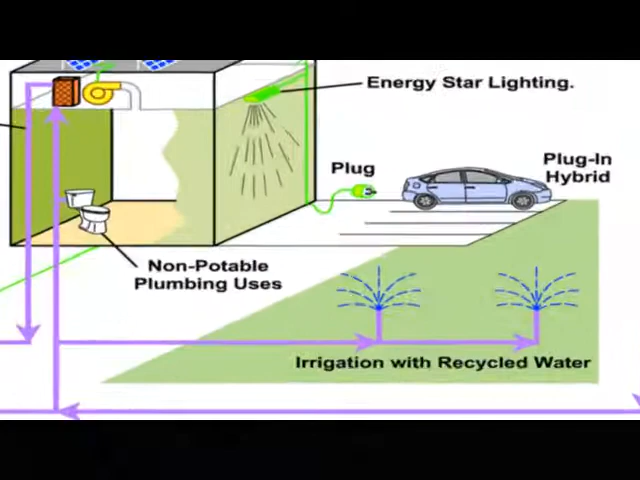 Energy Star Lighting.
Plug
Plug-In
Hybrid
Non-Potable
Plumbing Uses
Irrigation with Recycled Water